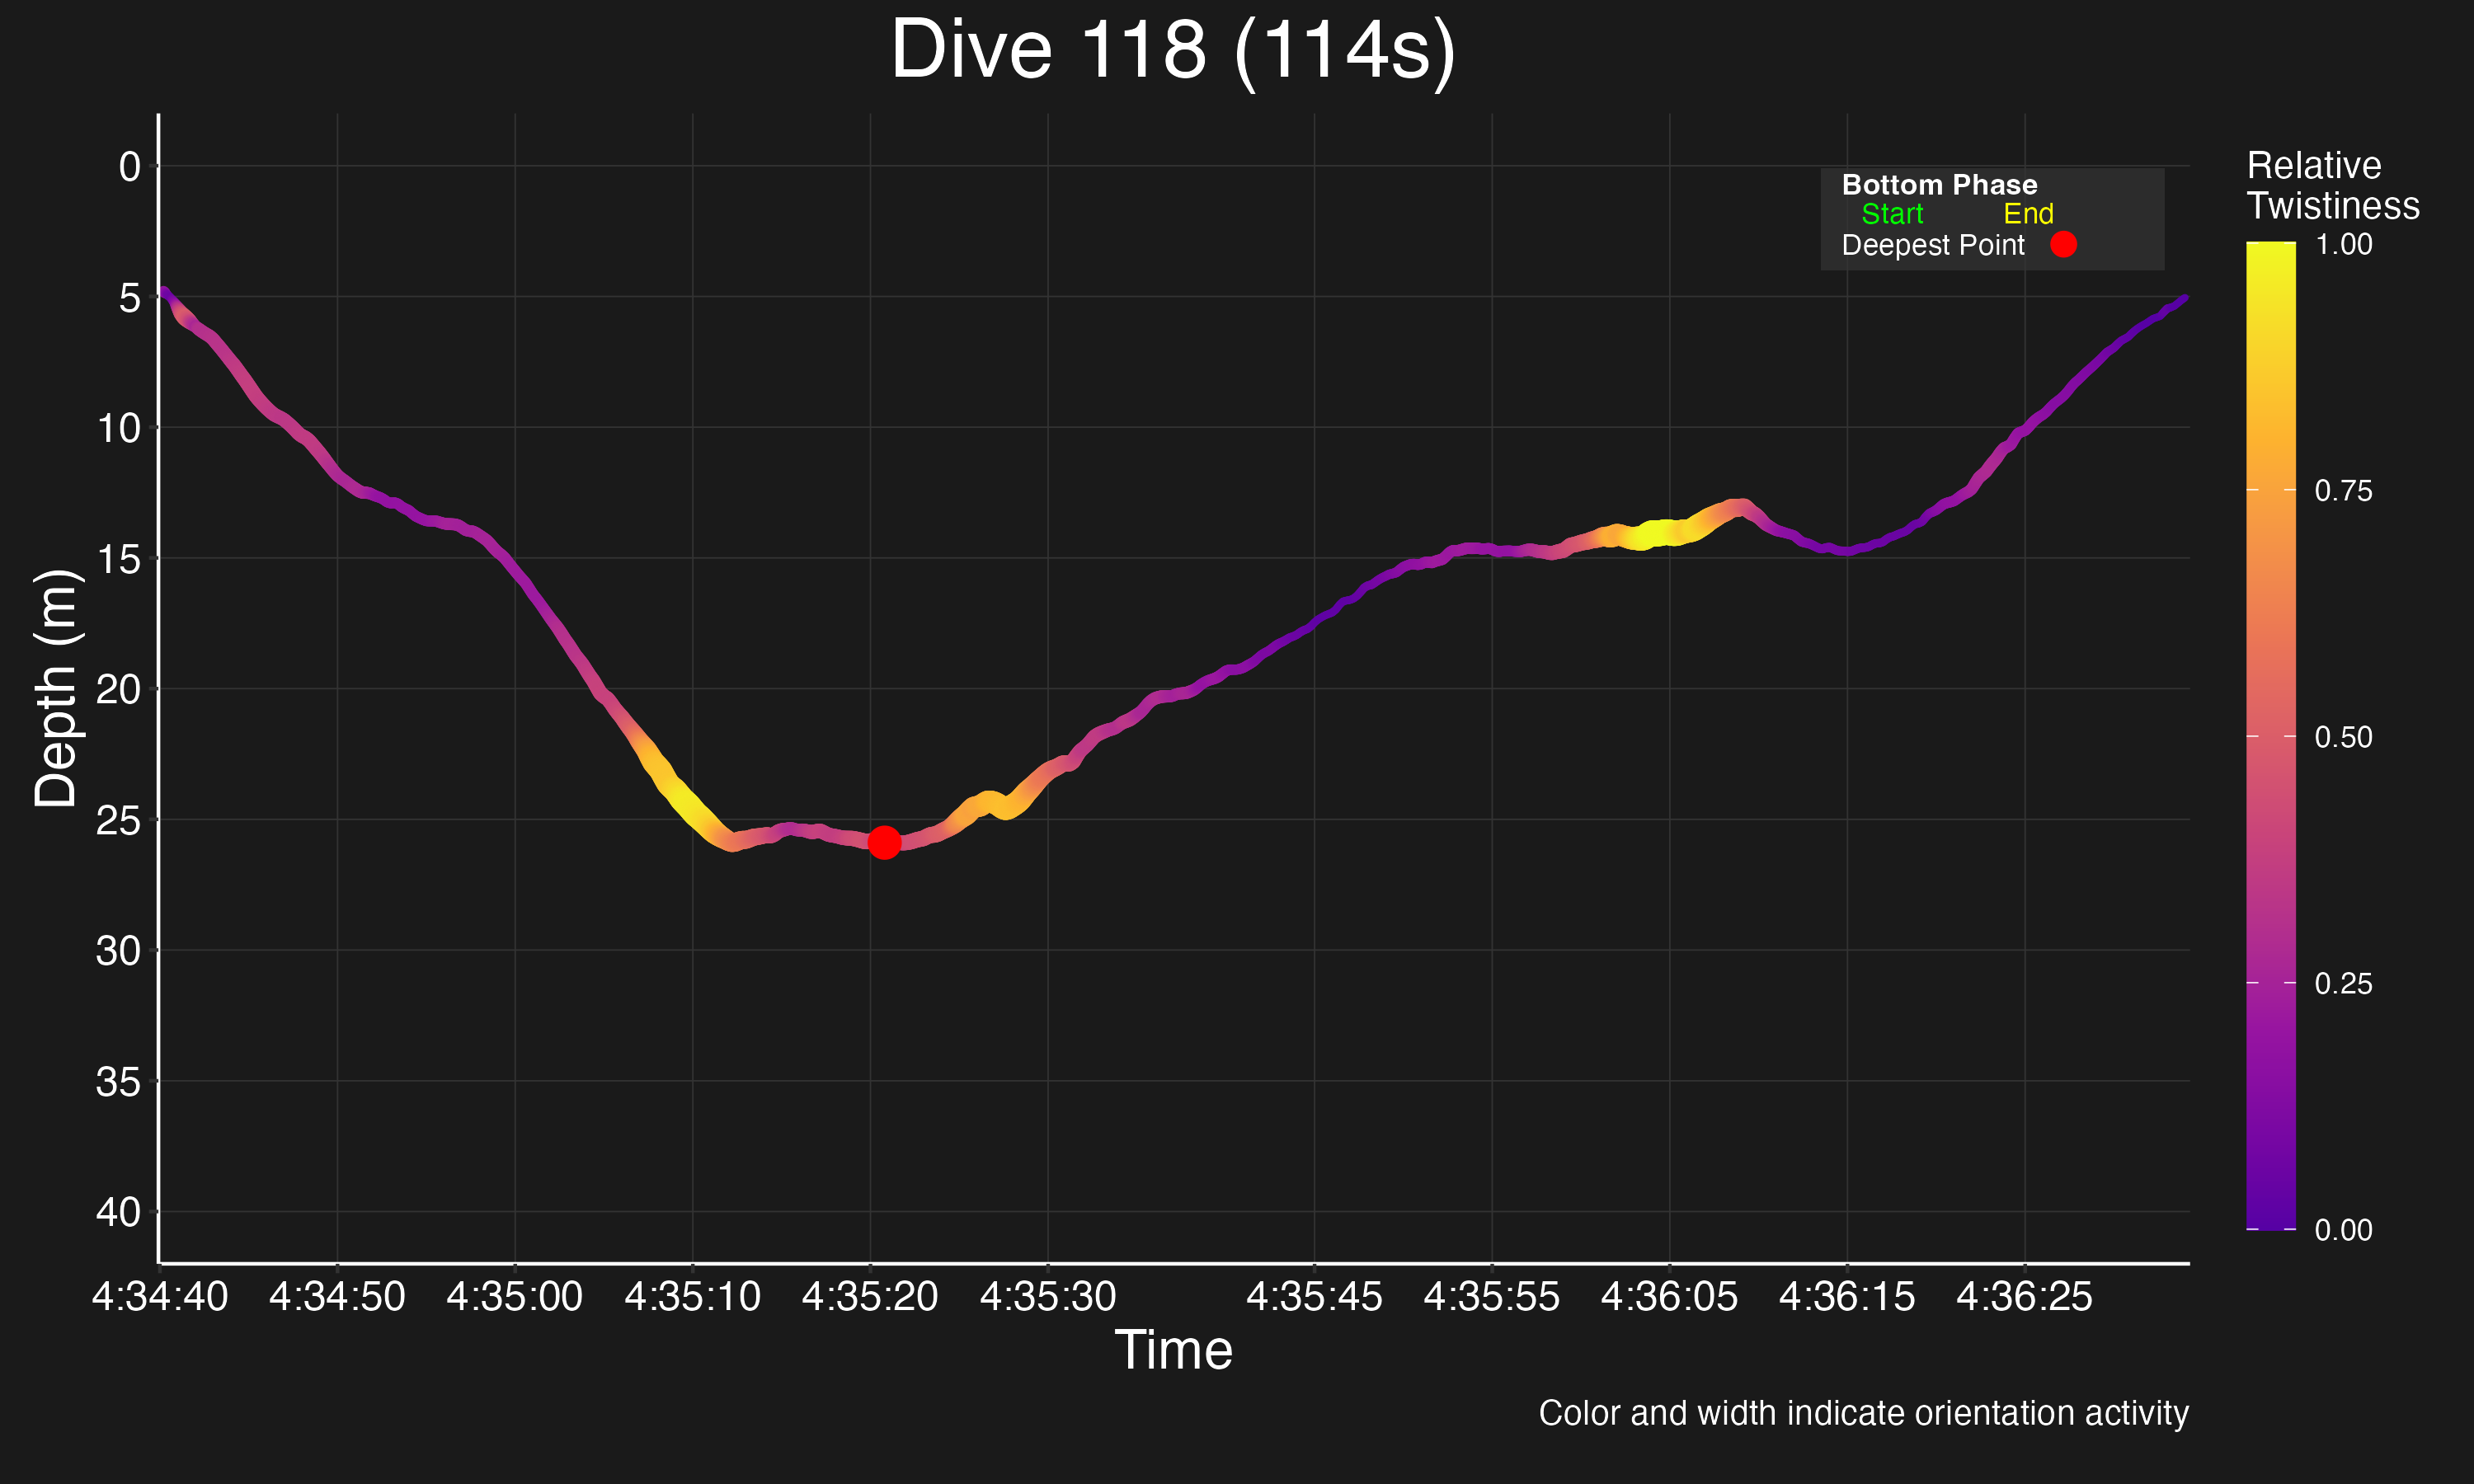 Dive 118 (114s)
Depth (m)
0
5
10
15
20
25
30
35
40
Bottom Phase
Start End
Deepest Point
Relative
Twistiness
1.00
0.75
0.50
0.25
0.00
4:34:40 4:34:50 4:35:00 4:35:10 4:35:20 4:35:30 4:35:45 4:35:55 4:36:05 4:36:15 4:36:25
Time
Color and width indicate orientation activity